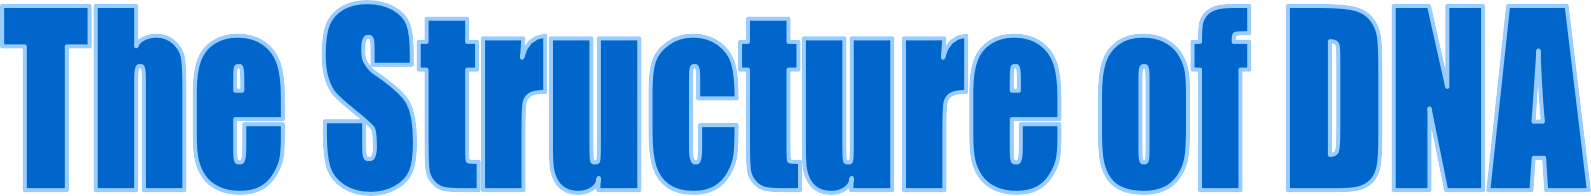 The Structure of DNA